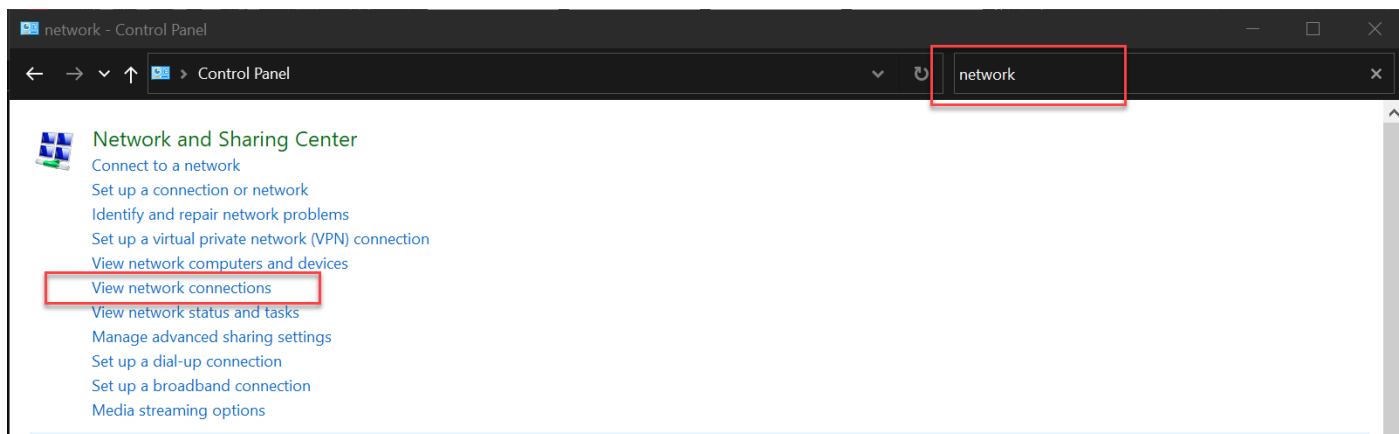 network - Control Panel
Control Panel
network
Network and Sharing Center
Connect to a network
Set up a connection or network
Identify and repair network problems
Set up a virtual private network (VPN) connection
View network computers and devices
View network connections
View network status and tasks
Manage advanced sharing settings
Set up a dial-up connection
Set up a broadband connection
Media streaming options